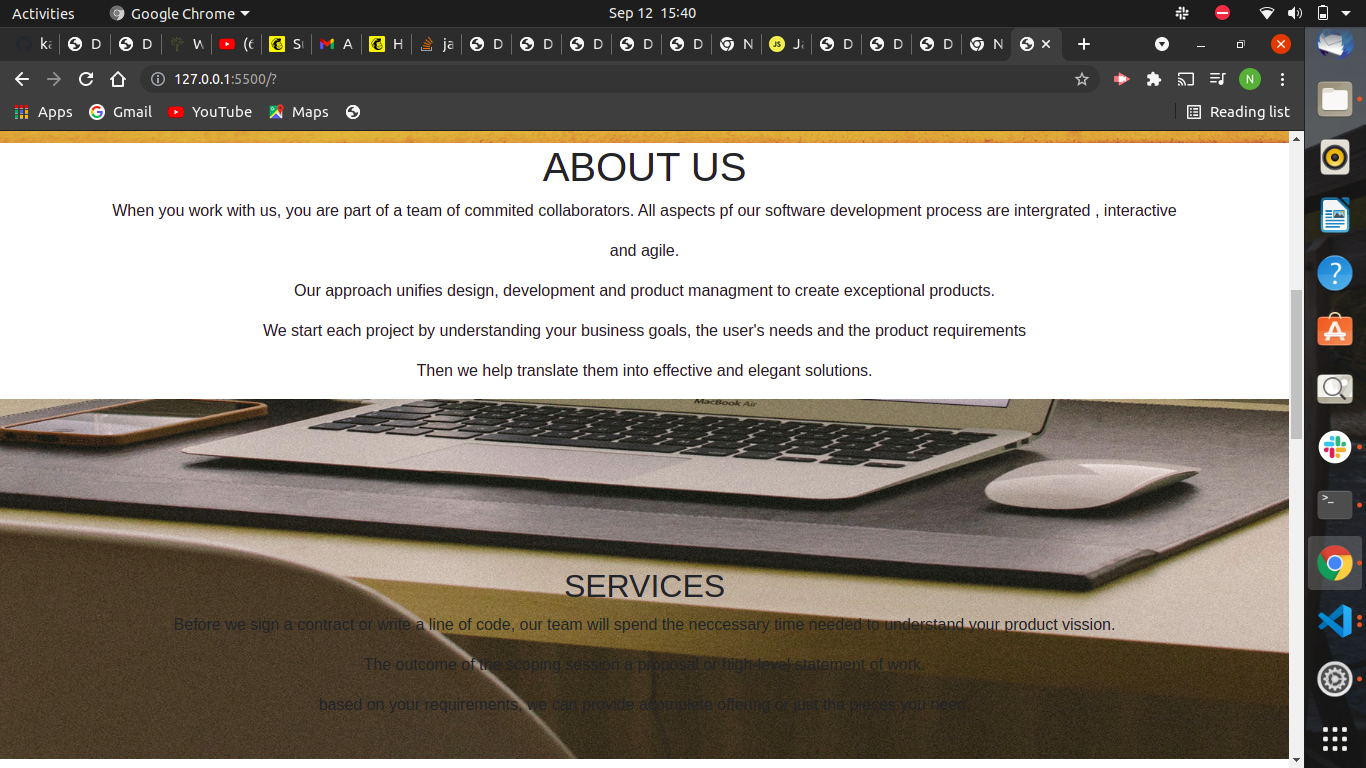 Activities Google Chrome Sep 12 15:40
ka D D W (6 Su A H ja D D D D D N Ja D D D N D
127.0.0.1:5500/?
N
Apps Gmail YouTube Maps Reading list
ABOUT US
When you work with us, you are part of a team of commited collaborators. All aspects pf our software development process are intergrated , interactive
and agile.
Our approach unifies design, development and product managment to create exceptional products.
We start each project by understanding your business goals, the user's needs and the product requirements
Then we help translate them into effective and elegant solutions.
MacBook Air
SERVICES
Before we sign a contract or write a line of code, our team will spend the neccessary time needed to understand your product vission.
The outcome of the scoping session a proposal or high-level statement of work.
based on your requirements, we can provide acomplete offering or just the pieces you need.